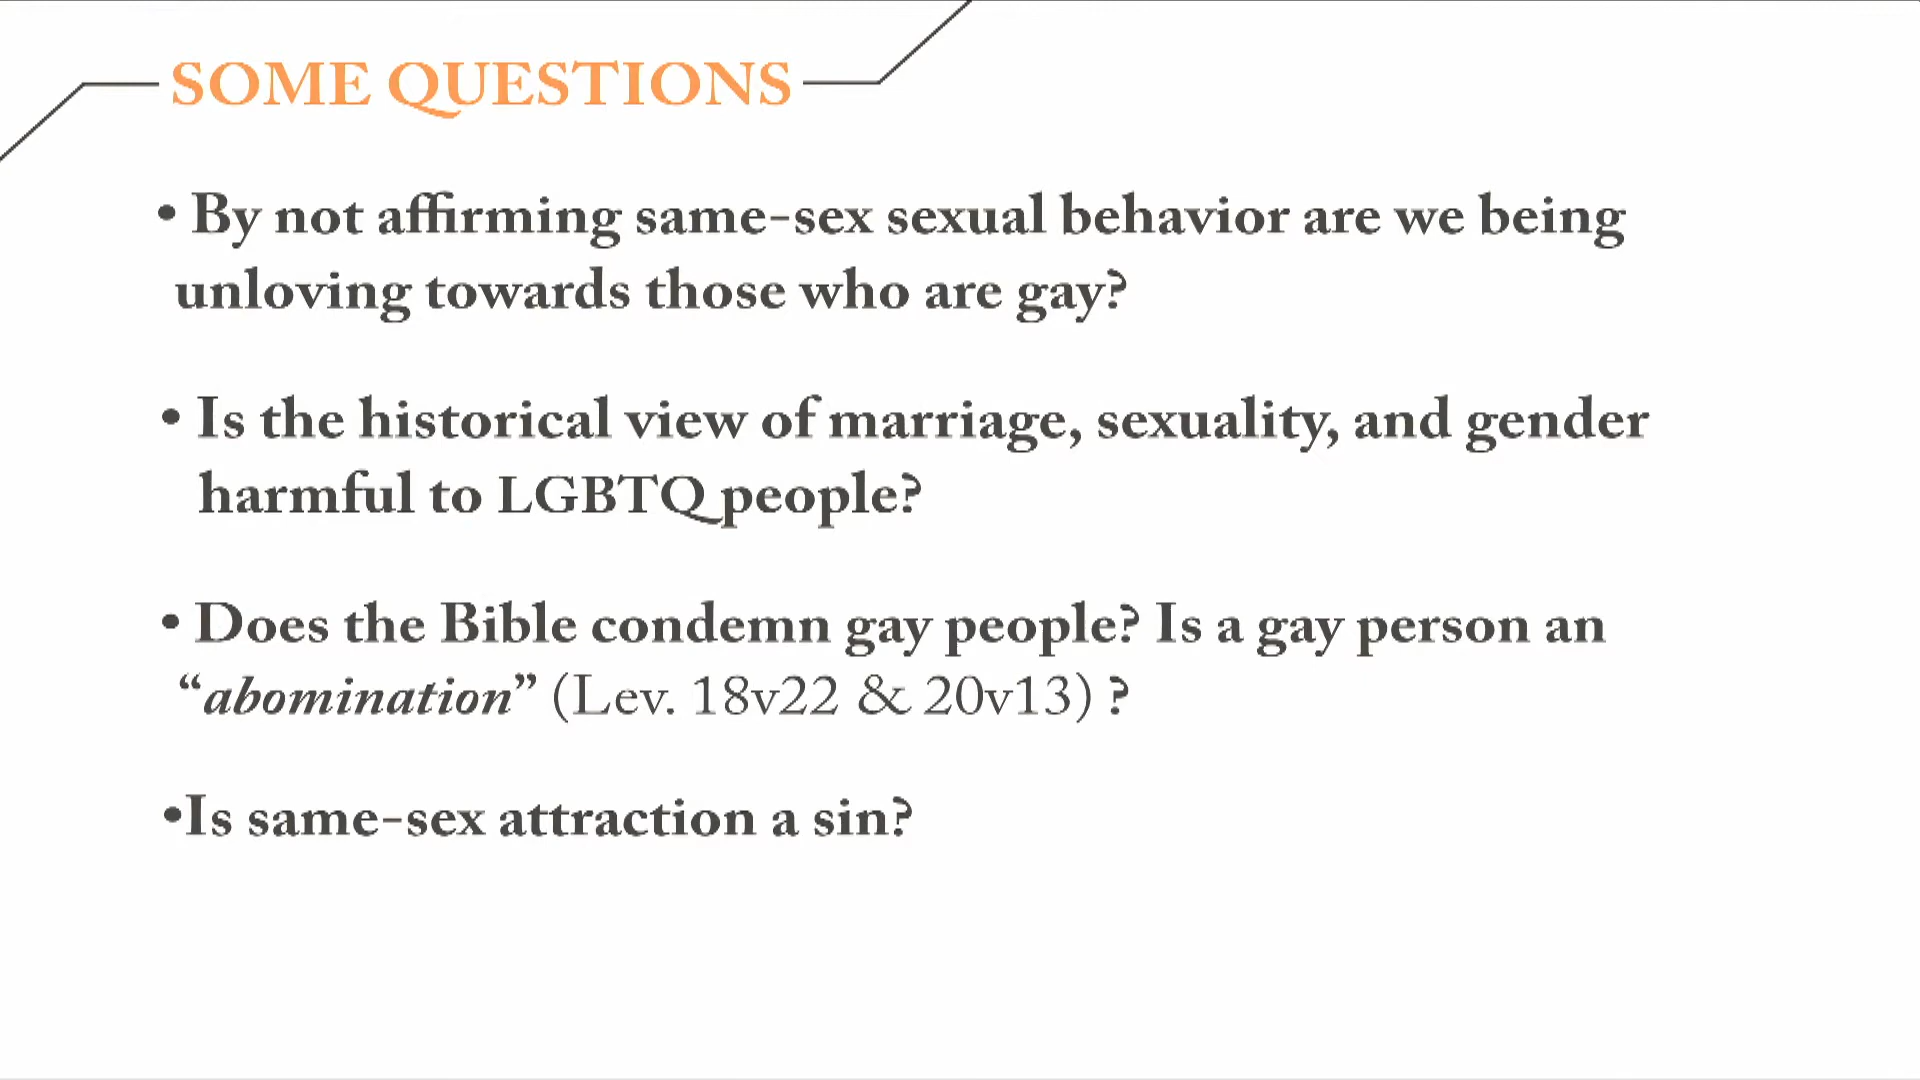 SOME QUESTIONS
• By not affirming same-sex sexual behavior are we being
unloving towards those who are gay?
• Is the historical view of marriage, sexuality, and gender
harmful to LGBTQ people?
• Does the Bible condemn gay people? Is a gay person an
“abomination” (Lev. 18v22 & 20v13) ?
•Is same-sex attraction a sin?